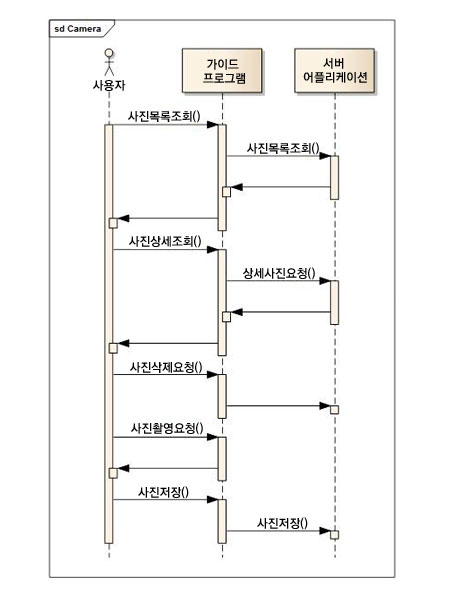 sd Camera
사용자
가이드
프로그램
서버
어플리케이션
사진목록조회()
사진목록조회()
사진상세조회()
상세사진요청()
사진삭제요청()
사진촬영요청()
사진저장()
사진저장()